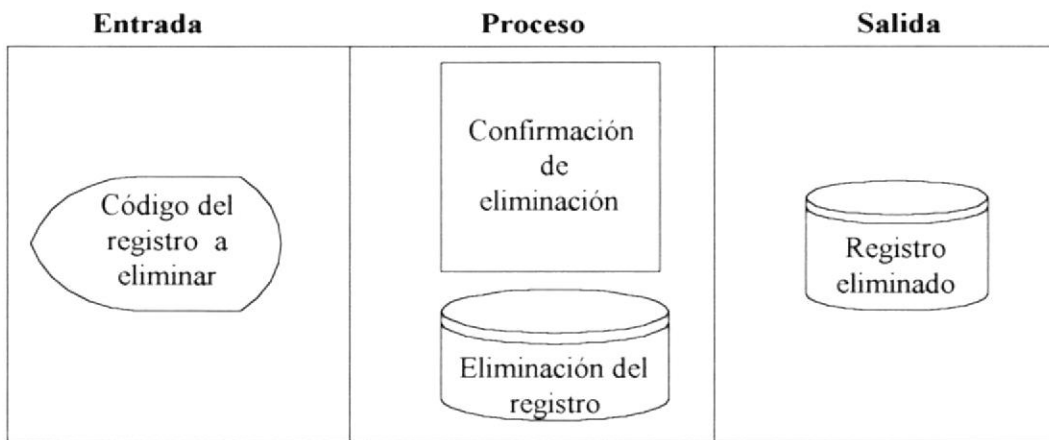 Entrada
Proceso
Salida
Código del
registro a
eliminar
Confirmación
de
eliminación
Eliminación del
registro
Registro
eliminado